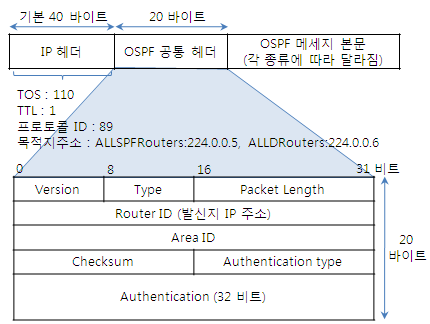 기본 40 바이트
20 바이트
IP 헤더
OSPF 공통 헤더
OSPF 메세지 본문
(각 종류에 따라 달라짐)
TOS : 110
TTL : 1
프로토콜 ID : 89
목적지주소 : ALLSPFRouters:224.0.0.5, ALLDRouters:224.0.0.6
0 8 16 31 비트
Version Type Packet Length
Router ID (발신지 IP 주소)
Area ID
Checksum Authentication type
Authentication (32 비트)
20
바이트